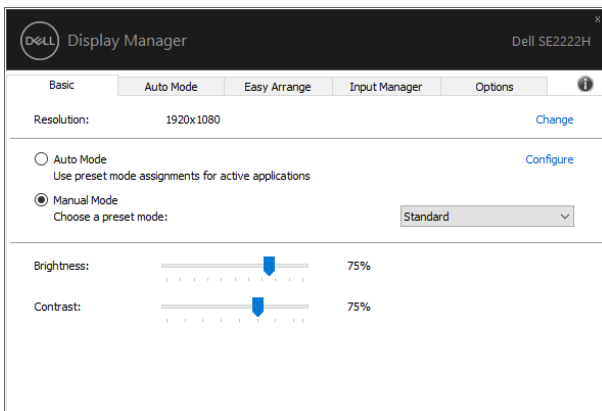 x
DELL Display Manager
Dell SE2222H
Basic Auto Mode Easy Arrange Input Manager Options i
Resolution: 1920x1080 Change
Auto Mode Configure
Use preset mode assignments for active applications
Manual Mode
Choose a preset mode: Standard
Brightness: 75%
Contrast: 75%